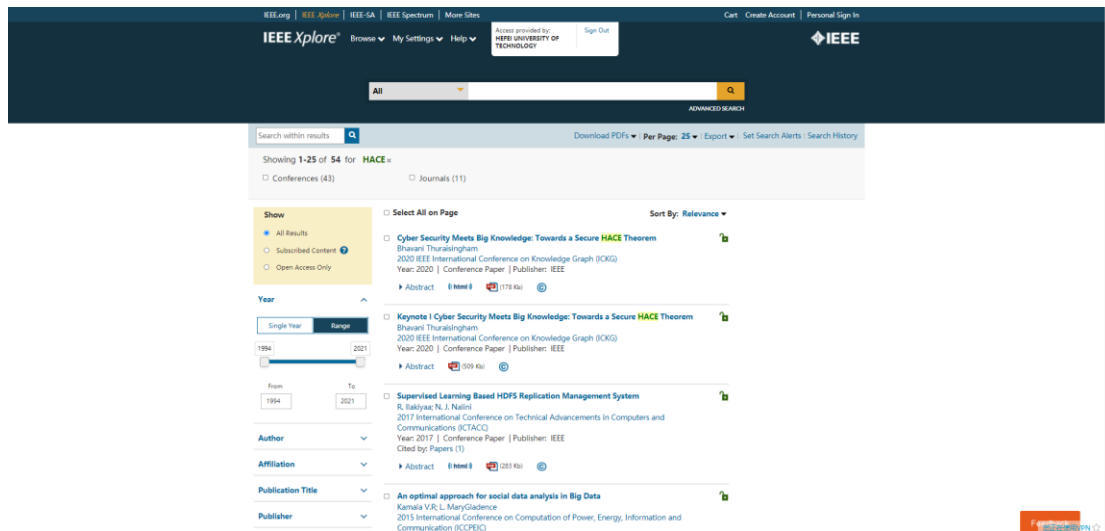 IEEE.org | IEEE Xplore | IEEE-SA | IEEE Spectrum | More Sites
Cart Create Account | Personal Sign In
IEEE Xplore®
Browse My Settings Help
Access provided by:
HEFEI UNIVERSITY OF
TECHNOLOGY
Sign Out
IEEE
All
ADVANCED SEARCH
Search within results
Download PDFs | Per Page: 25 | Export | Set Search Alerts | Search History
Showing 1-25 of 54 for HACE ×
Conferences (43)
Journals (11)
Show
All Results
Subscribed Content ?
Open Access Only
Year
Single Year Range
1994 2021
From To
1994 2021
Author
Affiliation
Publication Title
Publisher
Select All on Page
Sort By: Relevance
Cyber Security Meets Big Knowledge: Towards a Secure HACE Theorem
Bhavani Thuraisingham
2020 IEEE International Conference on Knowledge Graph (ICKG)
Year: 2020 | Conference Paper | Publisher: IEEE
Abstract ((html)) (178 Kb) ©
Keynote I Cyber Security Meets Big Knowledge: Towards a Secure HACE Theorem
Bhavani Thuraisingham
2020 IEEE International Conference on Knowledge Graph (ICKG)
Year: 2020 | Conference Paper | Publisher: IEEE
Abstract (509 Kb) ©
Supervised Learning Based HDFS Replication Management System
R. Ilakiyaa; N. J. Nalini
2017 International Conference on Technical Advancements in Computers and
Communications (ICTACC)
Year: 2017 | Conference Paper | Publisher: IEEE
Cited by: Papers (1)
Abstract ((html)) (283 Kb) ©
An optimal approach for social data analysis in Big Data
Kamala V.R; L. MaryGladence
2015 International Conference on Computation of Power, Energy, Information and
Communication (ICCPEIC)
VPN